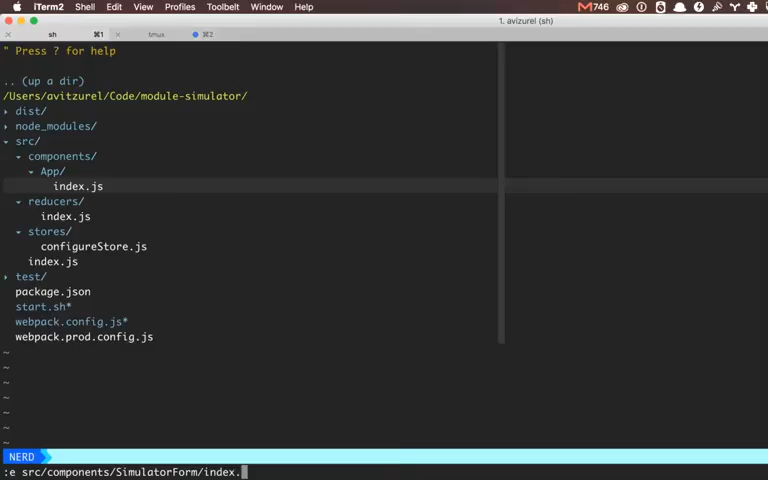 iTerm2 Shell Edit View Profiles Toolbelt Window Help 746
1. avizurel (sh)
sh ⌘1 tmux ⌘2
" Press ? for help
.. (up a dir)
/Users/avitzurel/Code/module-simulator/
▸ dist/
▸ node_modules/
▾ src/
▾ components/
▾ App/
index.js
▾ reducers/
index.js
▾ stores/
configureStore.js
index.js
▸ test/
package.json
start.sh*
webpack.config.js*
webpack.prod.config.js
~
~
~
~
~
~
~
NERD
:e src/components/SimulatorForm/index.